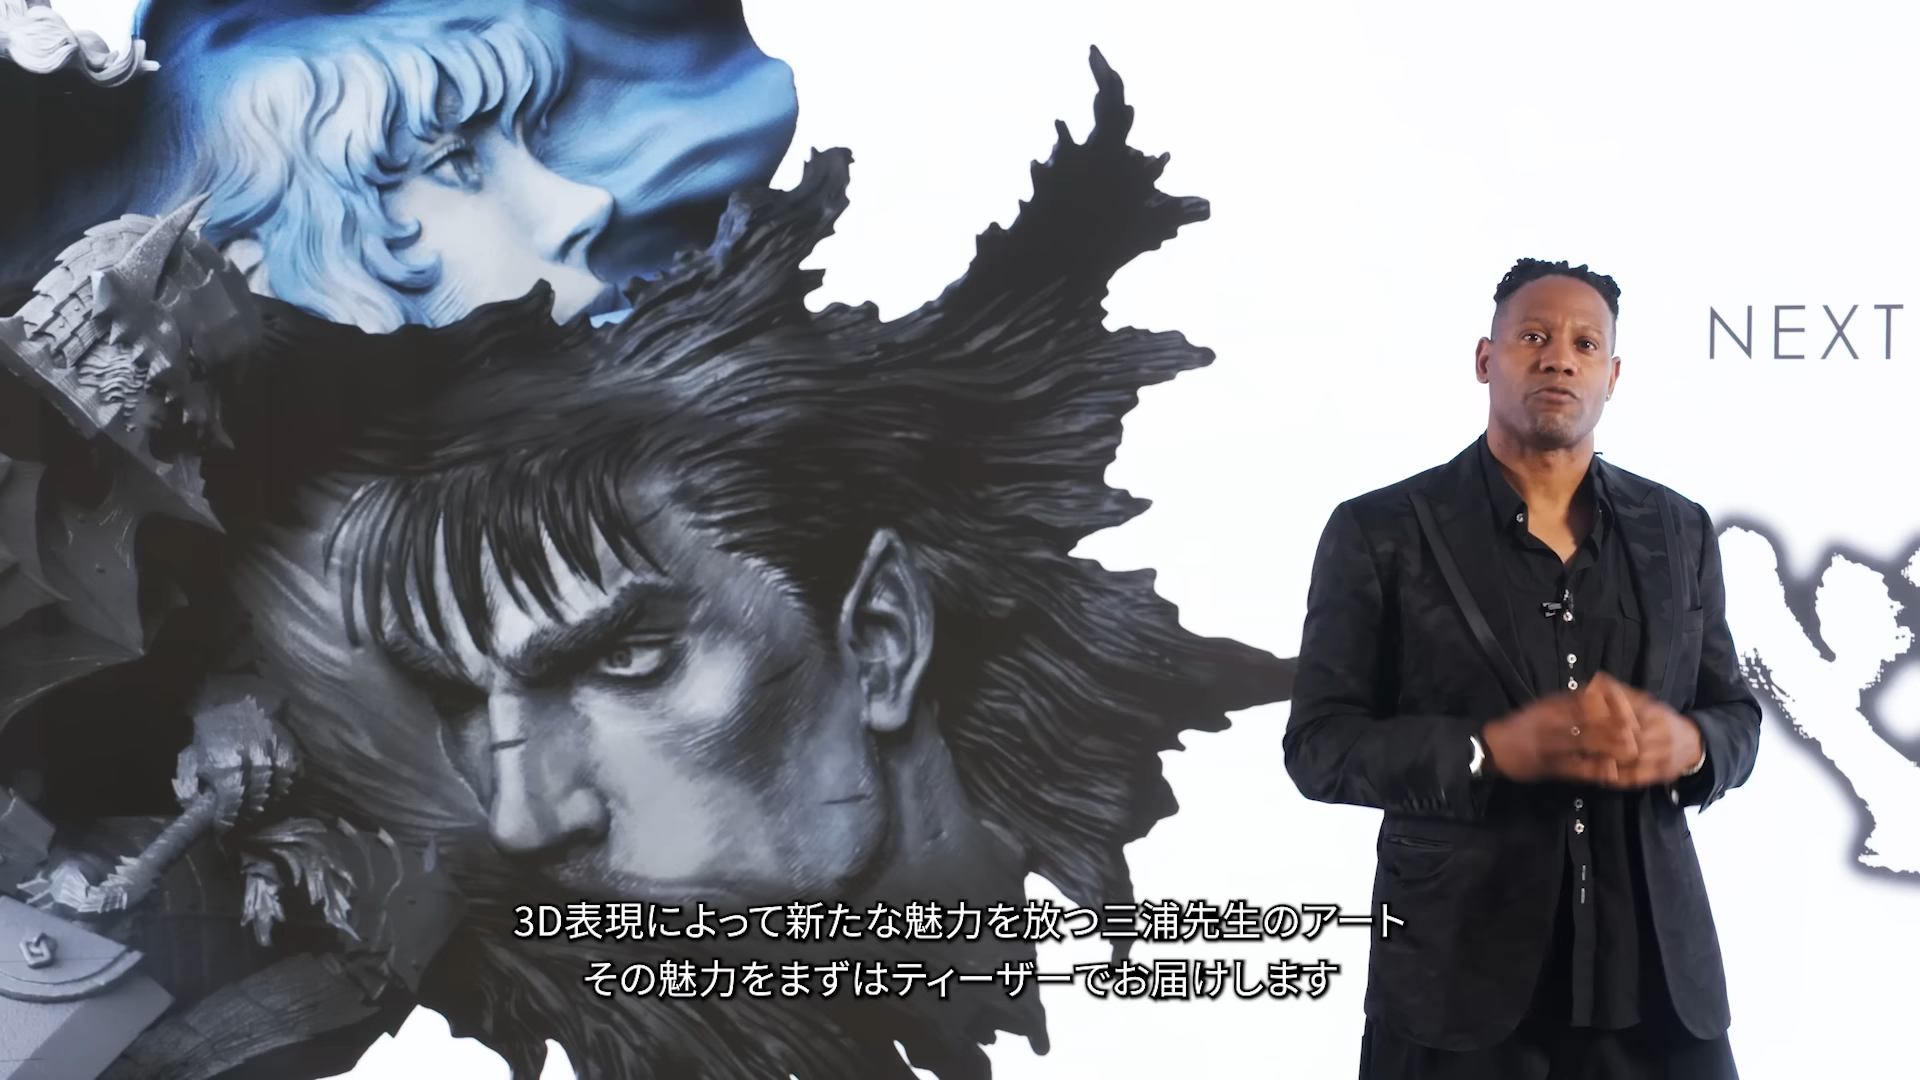 NEXT
3D表現によって新たな魅力を放つ三浦先生のアート
その魅力をまずはティーザーでお届けします